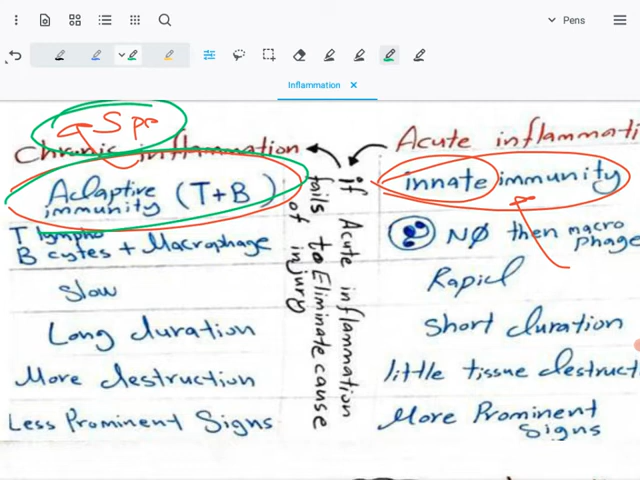 Pens
Inflammation
Spe
Chronic inflammation
Adaptive
immunity (T+B)
T lympho
B cytes + Macrophage
Slow
Long duration
More destruction
Less Prominent Signs
if Acute inflammation
fails to Eliminate cause
of injury
Acute inflammati
innate immunity
NØ then macro
phage
Rapid
Short duration
little tissue destruct
More Prominent
Signs